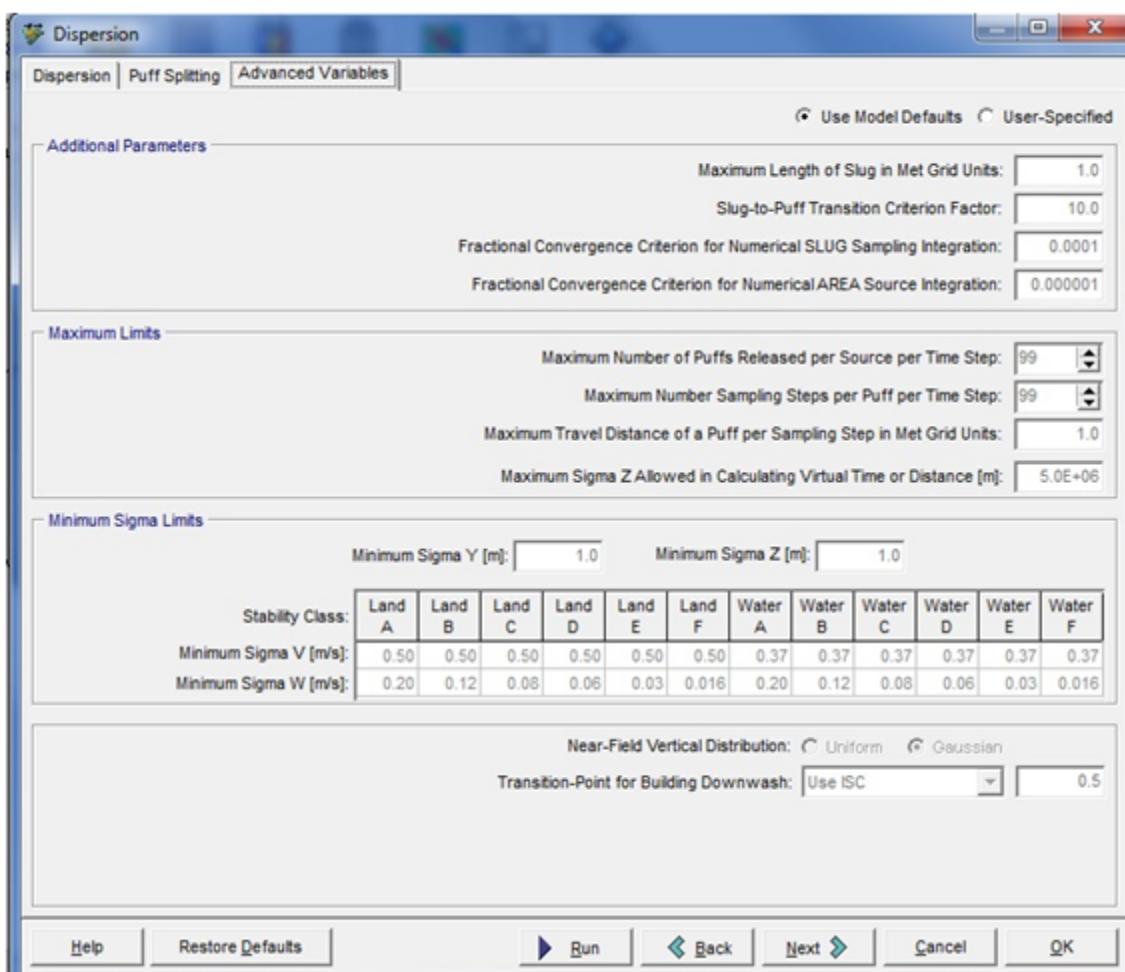 Dispersion
Dispersion Puff Splitting Advanced Variables
Use Model Defaults User-Specified
Additional Parameters
Maximum Length of Slug in Met Grid Units: 1.0
Slug-to-Puff Transition Criterion Factor: 10.0
Fractional Convergence Criterion for Numerical SLUG Sampling Integration: 0.0001
Fractional Convergence Criterion for Numerical AREA Source Integration: 0.000001
Maximum Limits
Maximum Number of Puffs Released per Source per Time Step: 99
Maximum Number Sampling Steps per Puff per Time Step: 99
Maximum Travel Distance of a Puff per Sampling Step in Met Grid Units: 1.0
Maximum Sigma Z Allowed in Calculating Virtual Time or Distance [m]: 5.0E+06
Minimum Sigma Limits
Minimum Sigma Y [m]: 1.0 Minimum Sigma Z [m]: 1.0
Stability Class: Land A Land B Land C Land D Land E Land F Water A Water B Water C Water D Water E Water F
Minimum Sigma V [m/s]: 0.50 0.50 0.50 0.50 0.50 0.50 0.37 0.37 0.37 0.37 0.37 0.37
Minimum Sigma W [m/s]: 0.20 0.12 0.08 0.06 0.03 0.016 0.20 0.12 0.08 0.06 0.03 0.016
Near-Field Vertical Distribution: Uniform Gaussian
Transition-Point for Building Downwash: Use ISC 0.5
Help Restore Defaults Run Back Next Cancel OK